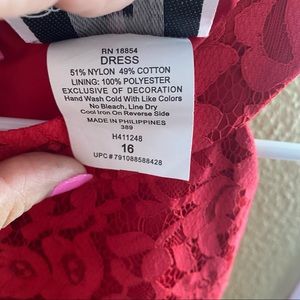 RN 18854
DRESS
51% NYLON 49% COTTON
LINING: 100% POLYESTER
EXCLUSIVE OF DECORATION
Hand Wash Cold With Like Colors
No Bleach, Line Dry
Cool Iron On Reverse Side
MADE IN PHILIPPINES
389
H411248
16
UPC#791088588428